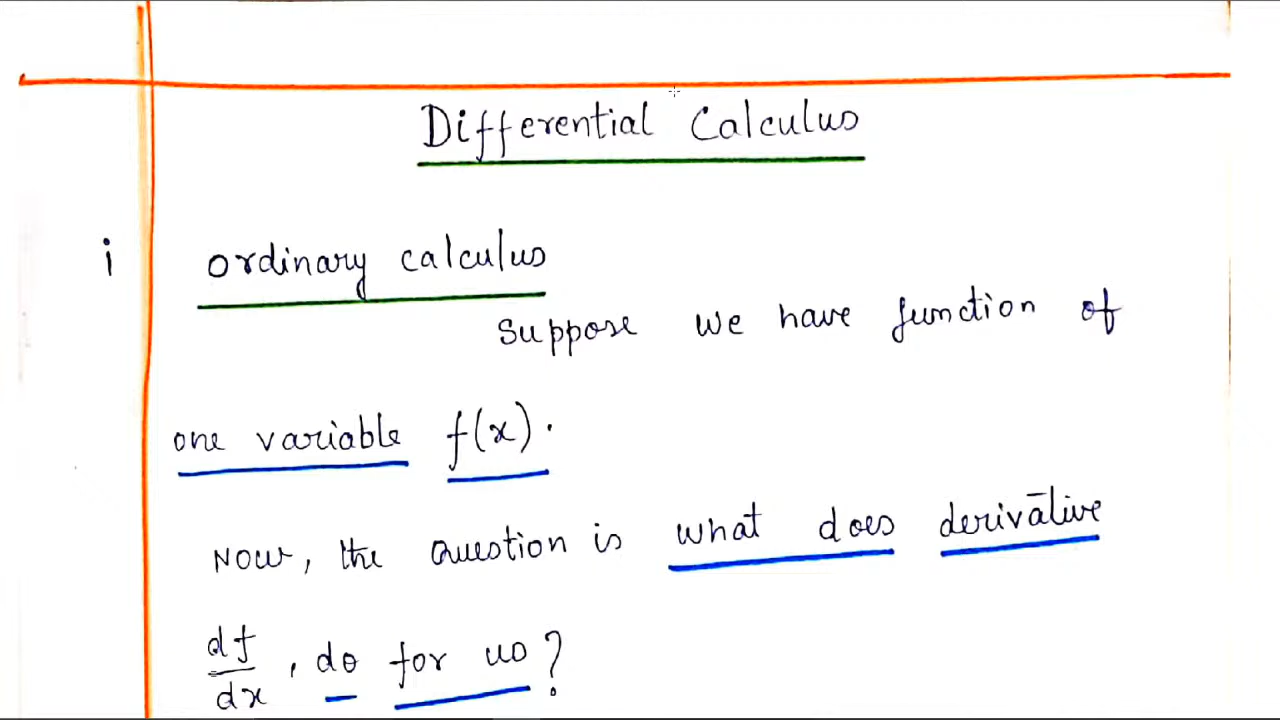 Differential Calculus
i ordinary calculus
Suppose we have function of
one variable f(x).
Now, the question is what does derivative
df/dx, do for us?